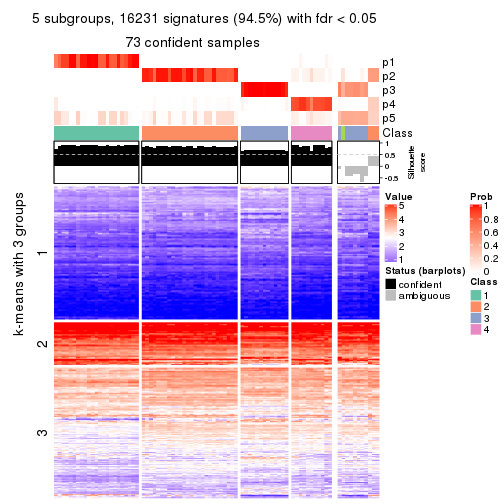 5 subgroups, 16231 signatures (94.5%) with fdr < 0.05
73 confident samples
p1
p2
p3
p4
p5
Class
1
0.5
0
-0.5
Silhouette
score
k-means with 3 groups
1
2
3
Value
5
4
3
2
1
Status (barplots)
confident
ambiguous
Prob
1
0.8
0.6
0.4
0.2
0
Class
1
2
3
4